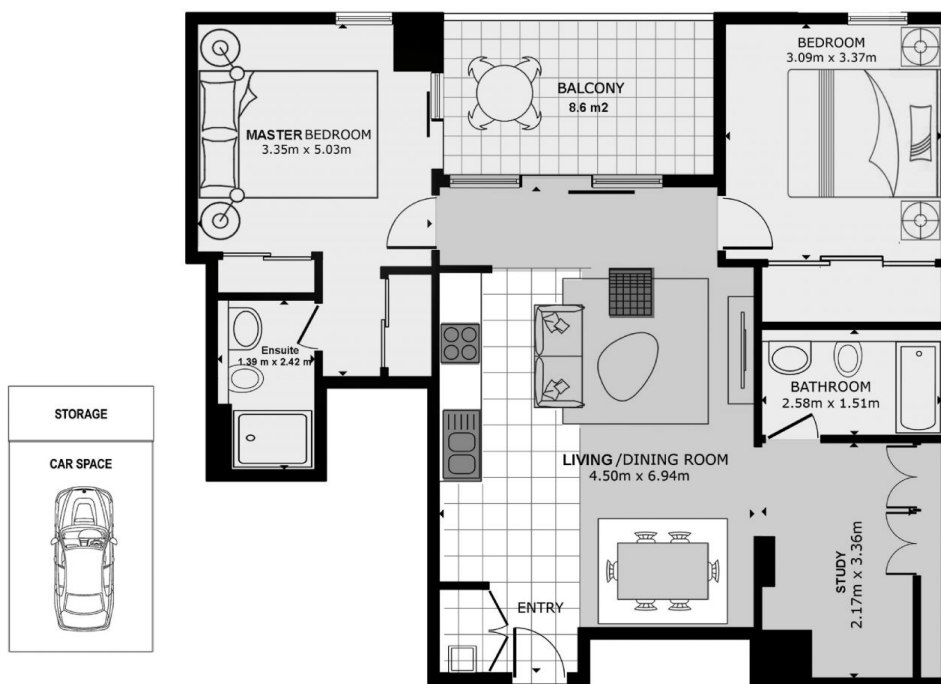 BEDROOM
3.09m x 3.37m
BALCONY
8.6 m2
MASTER BEDROOM
3.35m x 5.03m
Ensuite
1.39 m x 2.42 m
BATHROOM
2.58m x 1.51m
STORAGE
CAR SPACE
LIVING / DINING ROOM
4.50m x 6.94m
STUDY
2.17m x 3.36m
ENTRY